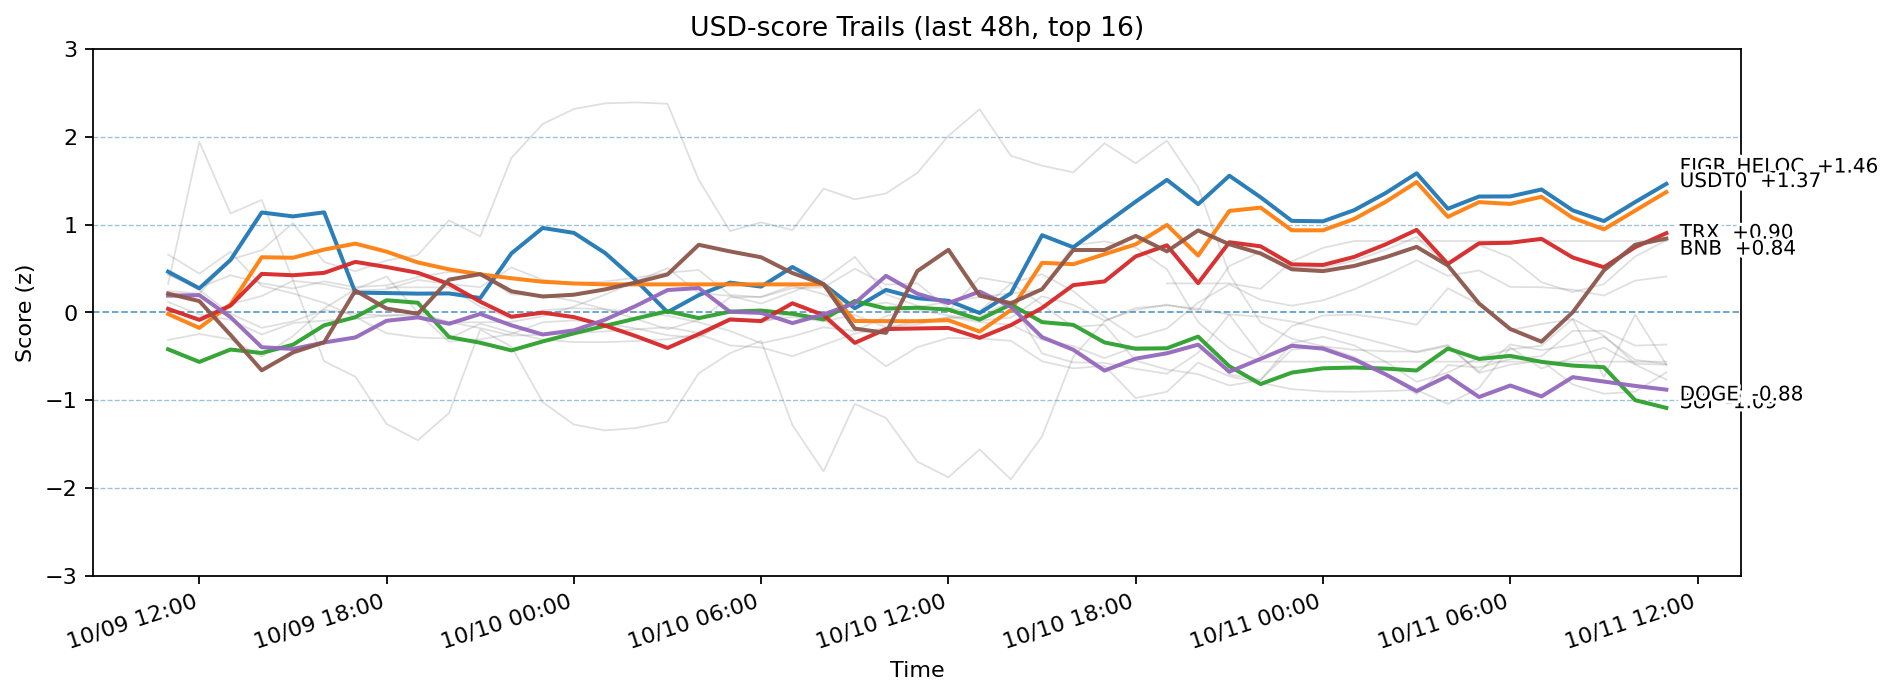 USD-score Trails (last 48h, top 16)
3
2
1
0
−1
−2
−3
Score (z)
FIGR_HELOC +1.46
USDT0 +1.37
TRX +0.90
BNB +0.84
DOGE -0.88
SUI -1.09
10/09 12:00
10/09 18:00
10/10 00:00
10/10 06:00
10/10 12:00
10/10 18:00
10/11 00:00
10/11 06:00
10/11 12:00
Time